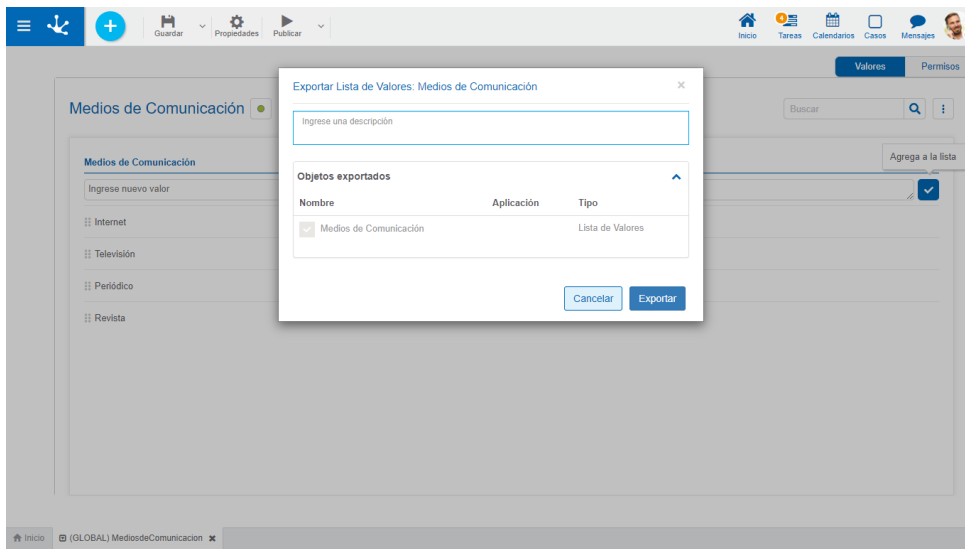 Guardar
Propiedades
Publicar
Inicio
4
Tareas
Calendarios
Casos
Mensajes
Valores
Permisos
Exportar Lista de Valores: Medios de Comunicación
×
Medios de Comunicación
Buscar
Ingrese una descripción
Agrega a la lista
Medios de Comunicación
Objetos exportados
Ingrese nuevo valor
Nombre
Aplicación
Tipo
Internet
Medios de Comunicación
Lista de Valores
Televisión
Periódico
Cancelar
Exportar
Revista
Inicio
(GLOBAL) MediosdeComunicacion